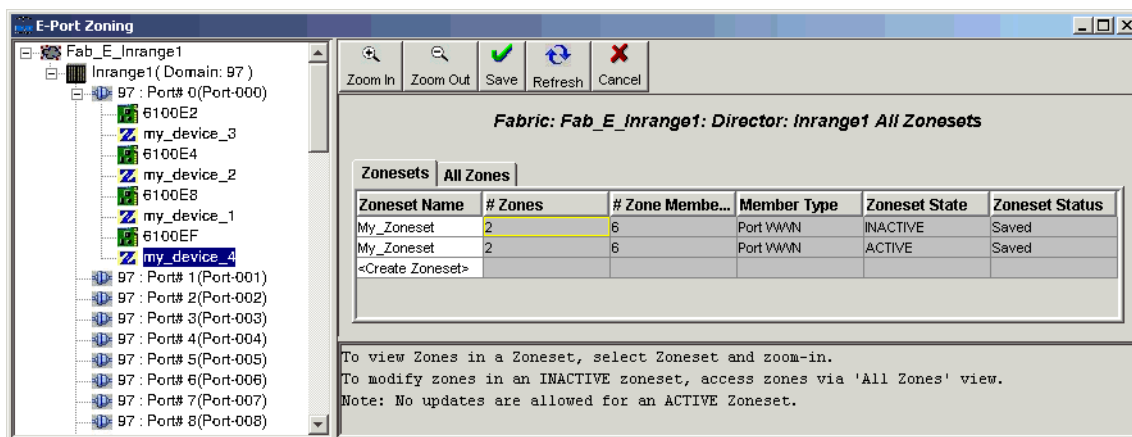 E-Port Zoning
Fab_E_Inrange1
Inrange1( Domain: 97 )
97 : Port# 0(Port-000)
6100E2
my_device_3
6100E4
my_device_2
6100E8
my_device_1
6100EF
my_device_4
97 : Port# 1(Port-001)
97 : Port# 2(Port-002)
97 : Port# 3(Port-003)
97 : Port# 4(Port-004)
97 : Port# 5(Port-005)
97 : Port# 6(Port-006)
97 : Port# 7(Port-007)
97 : Port# 8(Port-008)
Zoom In Zoom Out Save Refresh Cancel
Fabric: Fab_E_Inrange1: Director: Inrange1 All Zonesets
Zonesets All Zones
Zoneset Name # Zones # Zone Membe... Member Type Zoneset State Zoneset Status
My_Zoneset 2 6 Port WWN INACTIVE Saved
My_Zoneset 2 6 Port WWN ACTIVE Saved
<Create Zoneset>
To view Zones in a Zoneset, select Zoneset and zoom-in.
To modify zones in an INACTIVE zoneset, access zones via 'All Zones' view.
Note: No updates are allowed for an ACTIVE Zoneset.